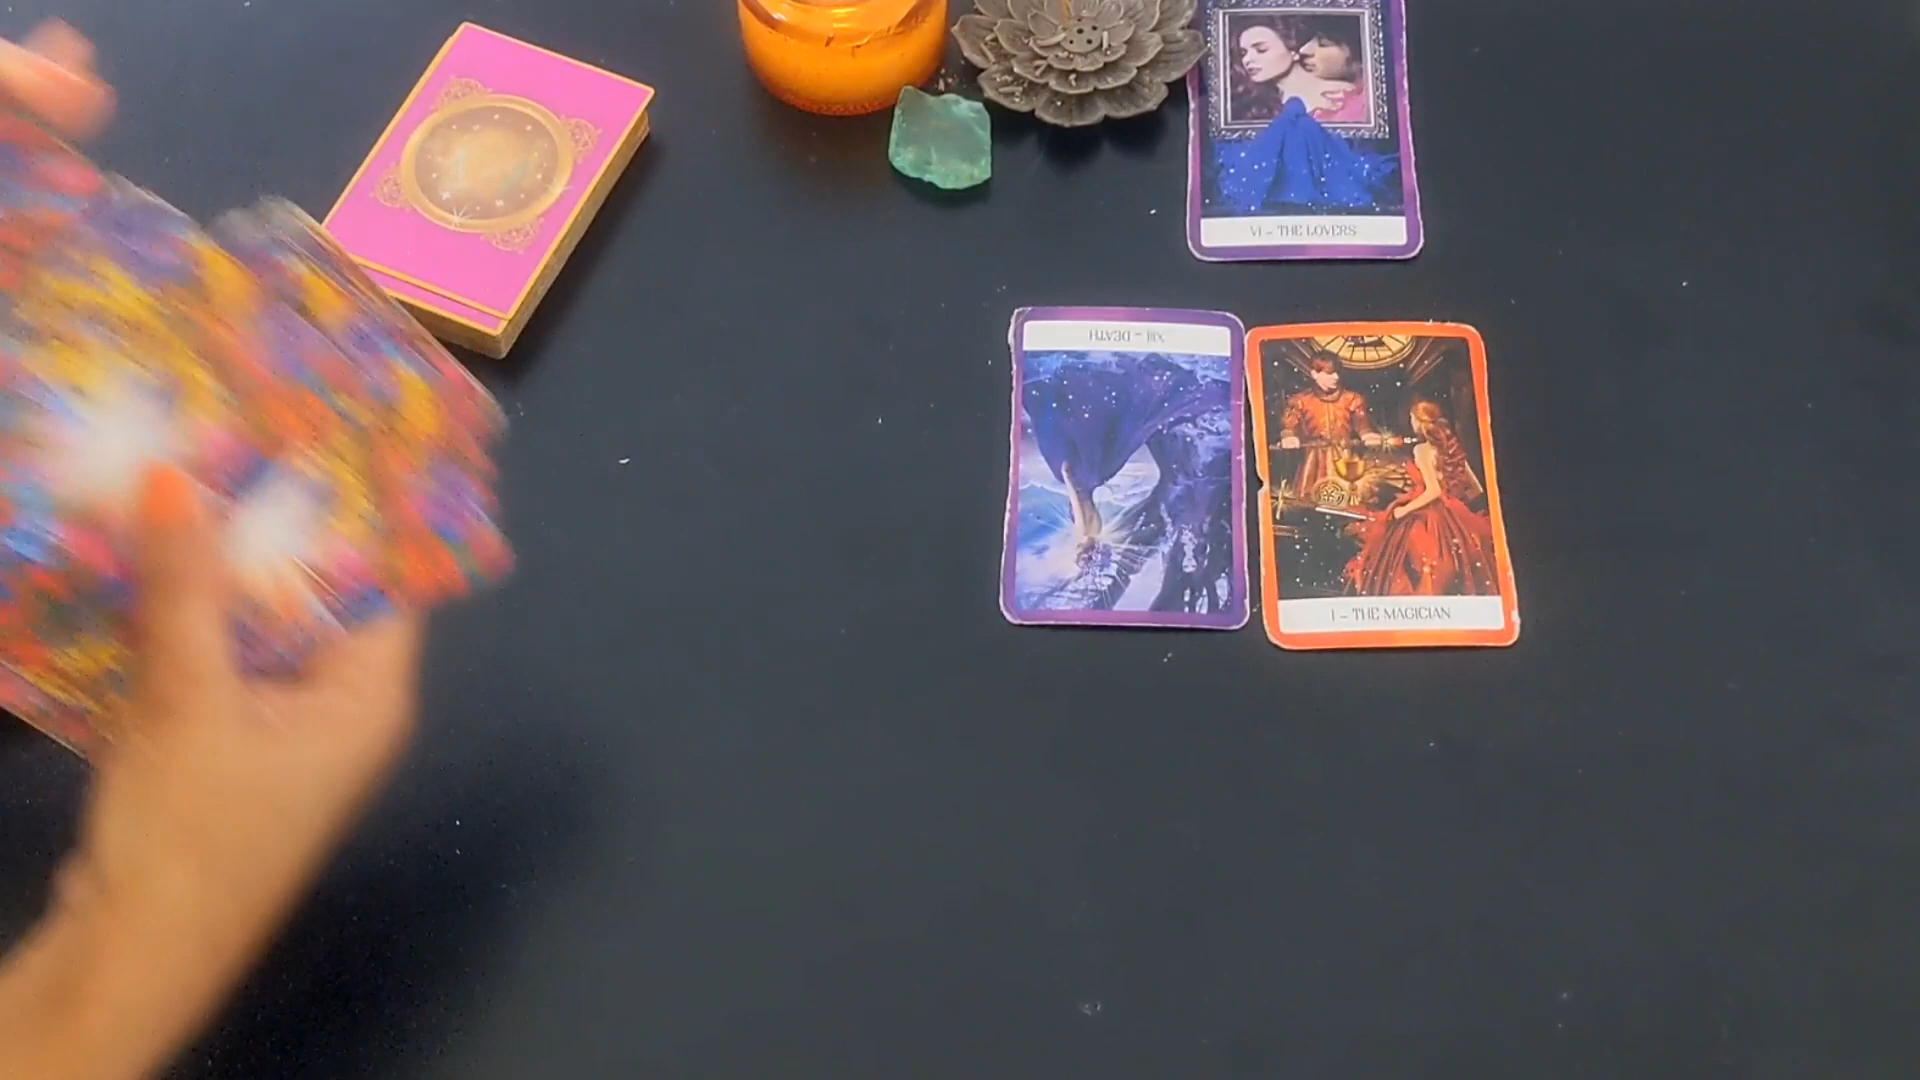 VI – THE LOVERS
XIII – DEATH
I – THE MAGICIAN